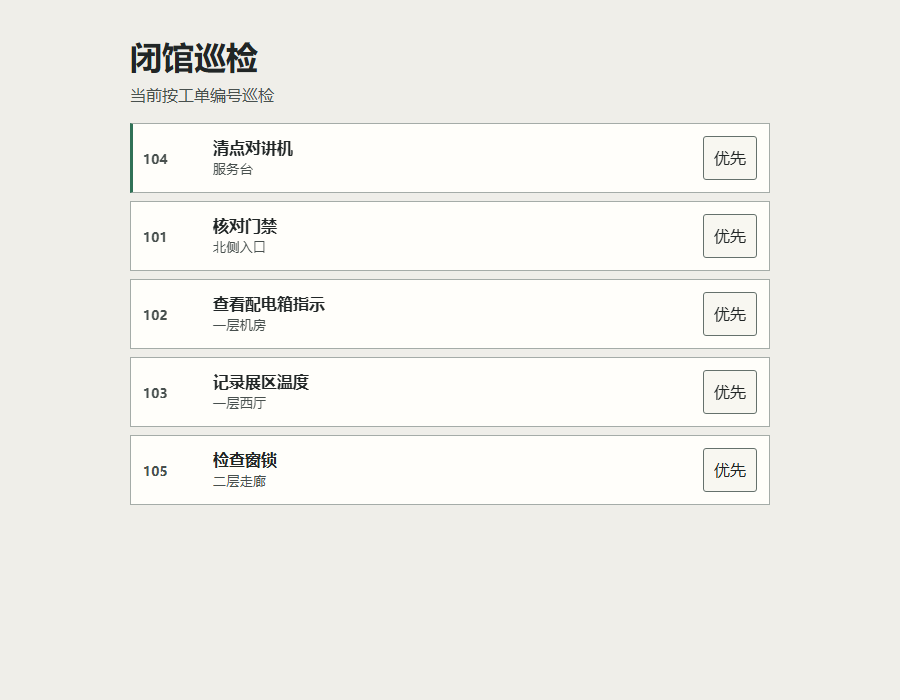 闭馆巡检
当前按工单编号巡检
104
清点对讲机
服务台
优先
101
核对门禁
北侧入口
优先
102
查看配电箱指示
一层机房
优先
103
记录展区温度
一层西厅
优先
105
检查窗锁
二层走廊
优先